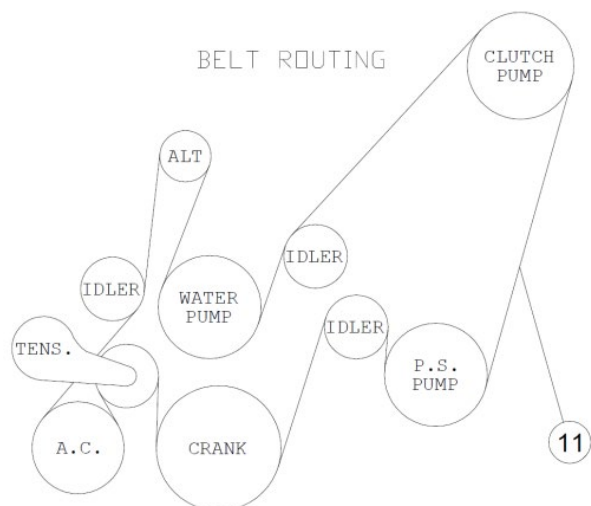 CLUTCH
PUMP
BELT ROUTING
ALT
IDLER
IDLER
WATER
PUMP
IDLER
TENS.
P.S.
PUMP
A.C.
CRANK
11